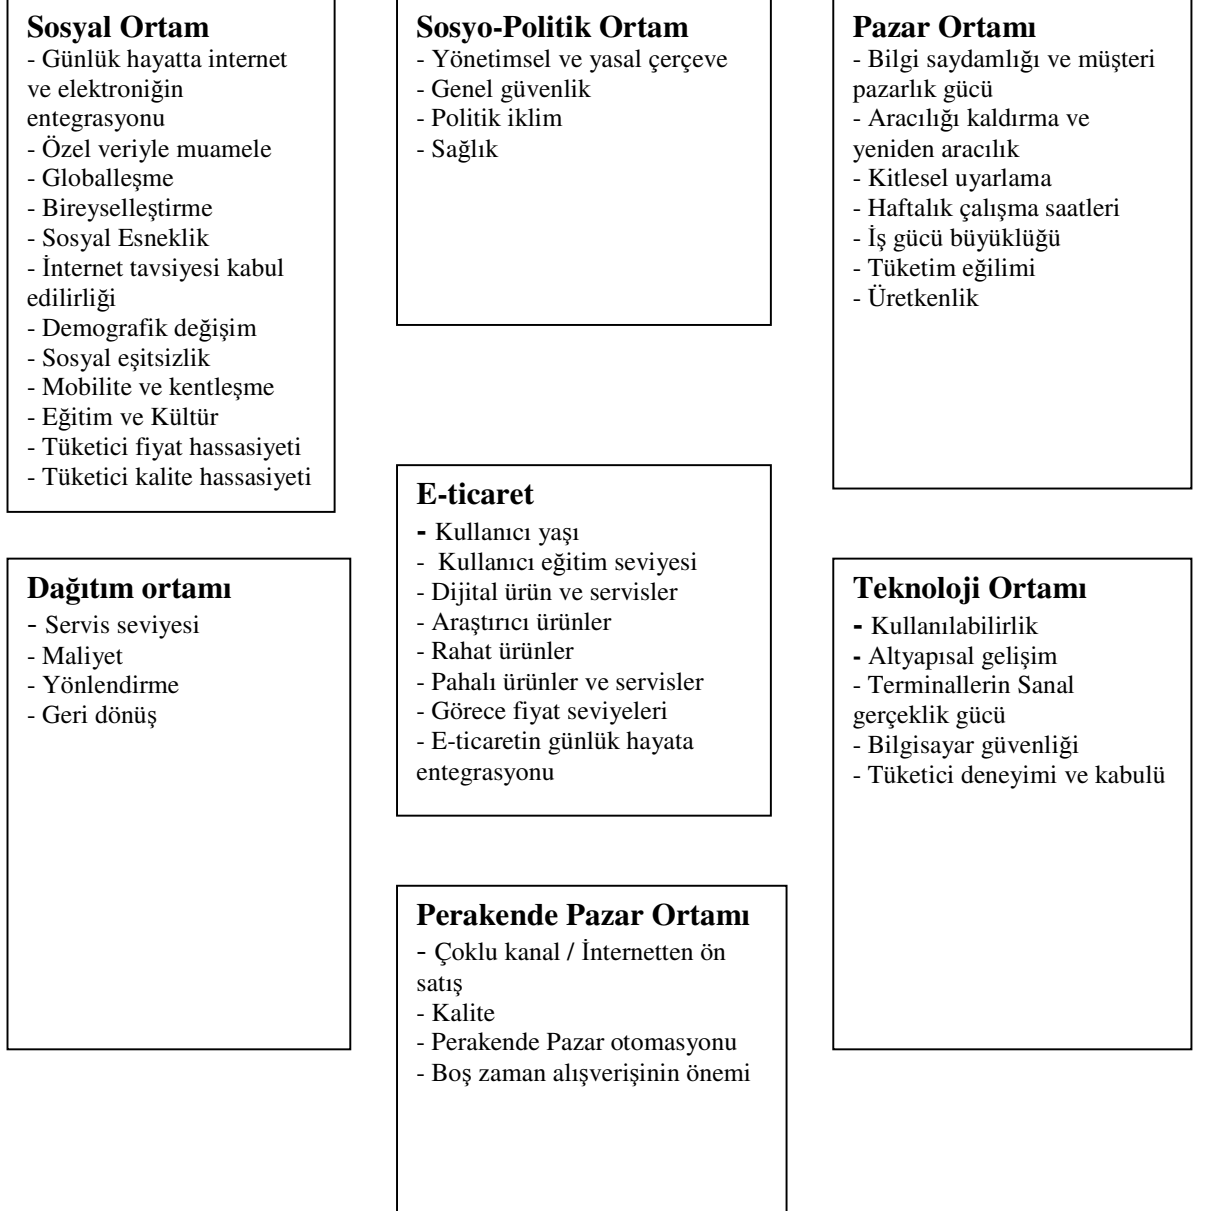 Sosyal Ortam
- Günlük hayatta internet
ve elektroniğin
entegrasyonu
- Özel veriyle muamele
- Globalleşme
- Bireyselleştirme
- Sosyal Esneklik
- İnternet tavsiyesi kabul
edilirliği
- Demografik değişim
- Sosyal eşitsizlik
- Mobilite ve kentleşme
- Eğitim ve Kültür
- Tüketici fiyat hassasiyeti
- Tüketici kalite hassasiyeti
Sosyo-Politik Ortam
- Yönetimsel ve yasal çerçeve
- Genel güvenlik
- Politik iklim
- Sağlık
Pazar Ortamı
- Bilgi saydamlığı ve müşteri
pazarlık gücü
- Aracılığı kaldırma ve
yeniden aracılık
- Kitlesel uyarlama
- Haftalık çalışma saatleri
- İş gücü büyüklüğü
- Tüketim eğilimi
- Üretkenlik
E-ticaret
- Kullanıcı yaşı
- Kullanıcı eğitim seviyesi
- Dijital ürün ve servisler
- Araştırıcı ürünler
- Rahat ürünler
- Pahalı ürünler ve servisler
- Görece fiyat seviyeleri
- E-ticaretin günlük hayata
entegrasyonu
Dağıtım ortamı
- Servis seviyesi
- Maliyet
- Yönlendirme
- Geri dönüş
Teknoloji Ortamı
- Kullanılabilirlik
- Altyapısal gelişim
- Terminallerin Sanal
gerçeklik gücü
- Bilgisayar güvenliği
- Tüketici deneyimi ve kabulü
Perakende Pazar Ortamı
- Çoklu kanal / İnternetten ön
satış
- Kalite
- Perakende Pazar otomasyonu
- Boş zaman alışverişinin önemi